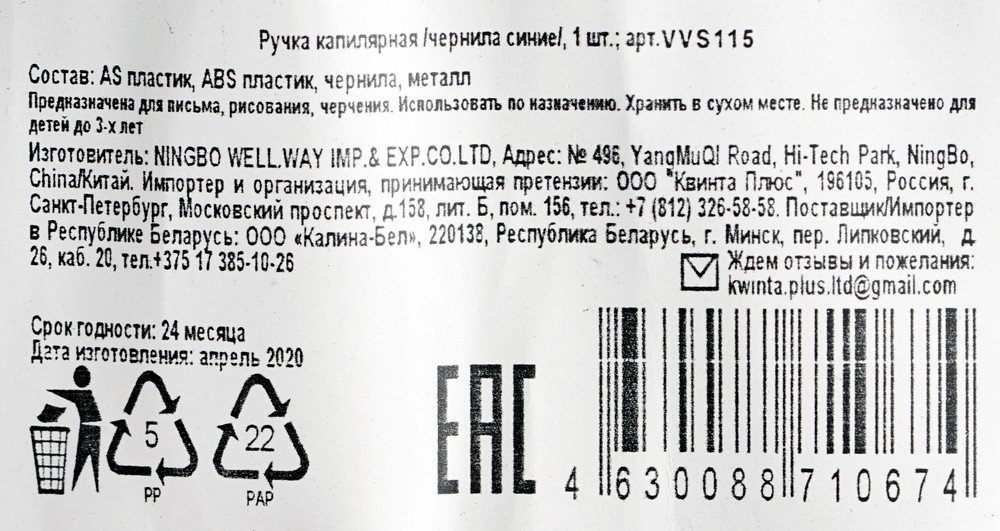 Ручка капилярная /чернила синие/, 1 шт.; арт.VVS115
Состав: AS пластик, ABS пластик, чернила, металл
Предназначена для письма, рисования, черчения. Использовать по назначению. Хранить в сухом месте. Не предназначено для
детей до 3-х лет
Изготовитель: NINGBO WELL.WAY IMP.& EXP.CO.LTD, Адрес: № 496, YangMuQI Road, Hi-Tech Park, NingBo,
China/Китай. Импортер и организация, принимающая претензии: ООО "Квинта Плюс", 196105, Россия, г.
Санкт-Петербург, Московский проспект, д.158, лит. Б, пом. 156, тел.: +7 (812) 326-58-58. Поставщик/Импортер
в Республике Беларусь: ООО «Калина-Бел», 220138, Республика Беларусь, г. Минск, пер. Липковский, д.
26, каб. 20, тел.+375 17 385-10-26
Ждем отзывы и пожелания:
kwinta.plus.ltd@gmail.com
Срок годности: 24 месяца
Дата изготовления: апрель 2020
5
PP
22
PAP
EAC
4 630088 710674